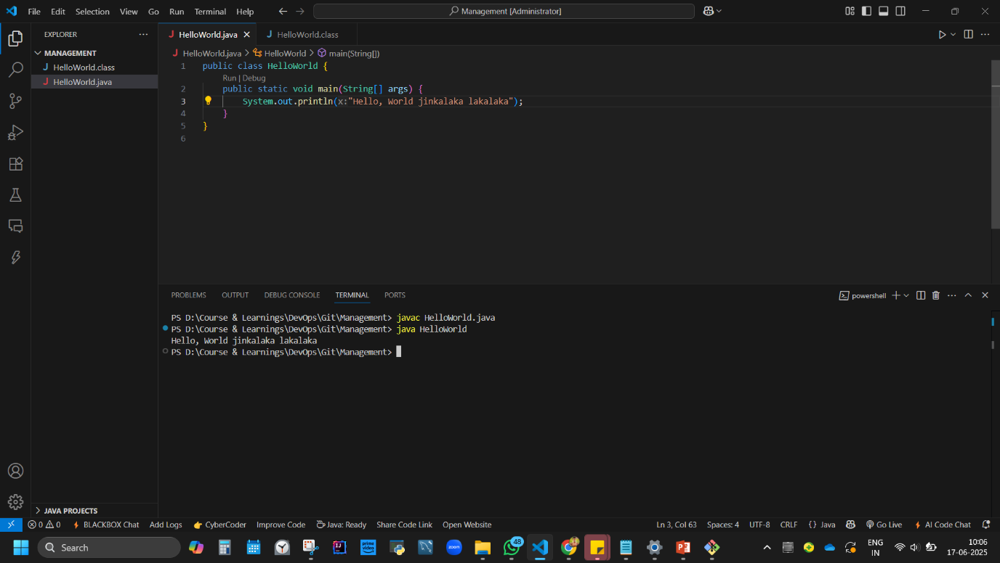 File Edit Selection View Go Run Terminal Help
Management [Administrator]
EXPLORER
MANAGEMENT
HelloWorld.class
HelloWorld.java
HelloWorld.java
HelloWorld.class
HelloWorld.java > HelloWorld > main(String[])
1 public class HelloWorld {
Run | Debug
2 public static void main(String[] args) {
3 System.out.println(x:"Hello, World jinkalaka lakalaka");
4 }
5 }
6
PROBLEMS OUTPUT DEBUG CONSOLE TERMINAL PORTS
powershell
PS D:\Course & Learnings\DevOps\Git\Management> javac HelloWorld.java
PS D:\Course & Learnings\DevOps\Git\Management> java HelloWorld
Hello, World jinkalaka lakalaka
PS D:\Course & Learnings\DevOps\Git\Management>
JAVA PROJECTS
0 0 BLACKBOX Chat Add Logs CyberCoder Improve Code Java: Ready Share Code Link Open Website
Ln 3, Col 63 Spaces: 4 UTF-8 CRLF {} Java Go Live AI Code Chat
Search
prime video
zoom
48
ENG
IN
10:06
17-06-2025